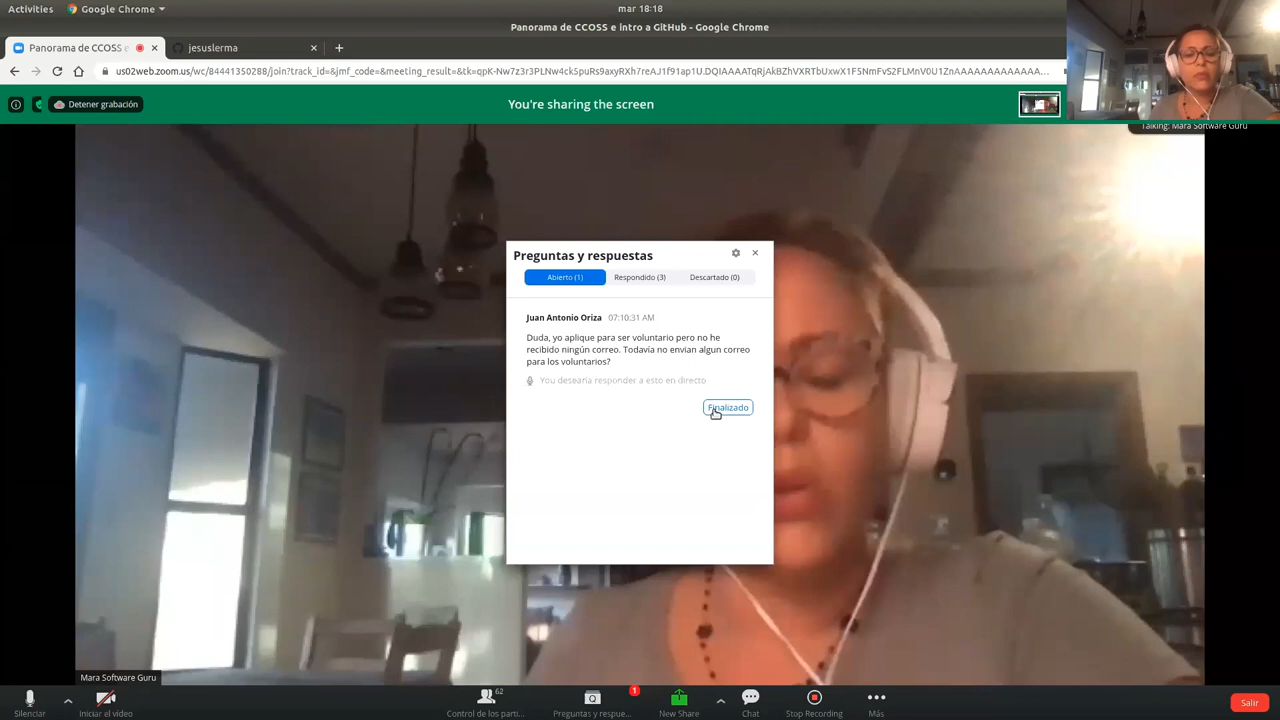 Activities
Google Chrome
mar 18:18
Panorama de CCOSS e intro a GitHub - Google Chrome
Panorama de CCOSS e
jesuslerma
You're sharing the screen
Detener grabación
Talking: Mara Software Guru
Preguntas y respuestas
Abierto (1)
Respondido (3)
Descartado (0)
Juan Antonio Oriza 07:10:31 AM
Duda, yo aplique para ser voluntario pero no he
recibido ningún correo. Todavía no envian algun correo
para los voluntarios?
You desearía responder a esto en directo
Finalizado
Mara Software Guru
Silenciar
Iniciar el video
62
Control de los parti...
1
Preguntas y respue...
New Share
Chat
Stop Recording
Más
Salir